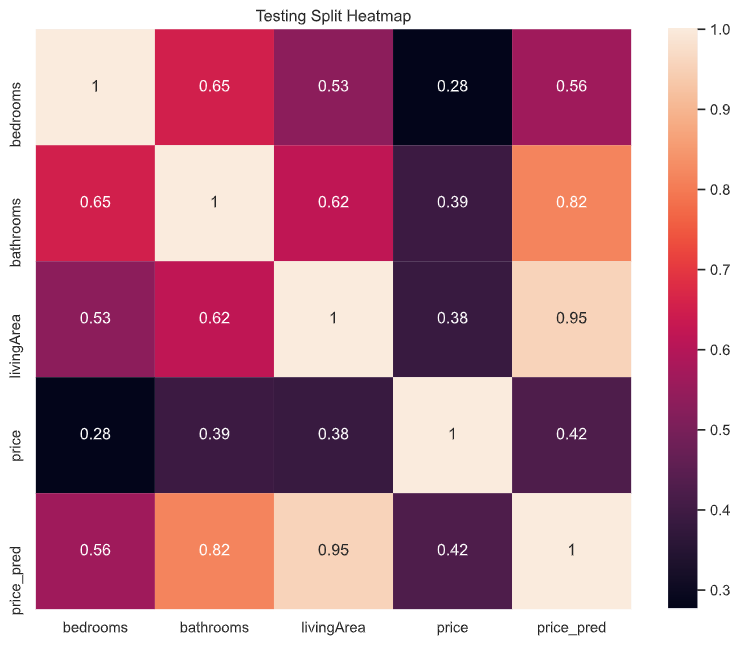 Testing Split Heatmap
bedrooms 1 0.65 0.53 0.28 0.56
bathrooms 0.65 1 0.62 0.39 0.82
livingArea 0.53 0.62 1 0.38 0.95
price 0.28 0.39 0.38 1 0.42
price_pred 0.56 0.82 0.95 0.42 1
bedrooms bathrooms livingArea price price_pred
1.0
0.9
0.8
0.7
0.6
0.5
0.4
0.3